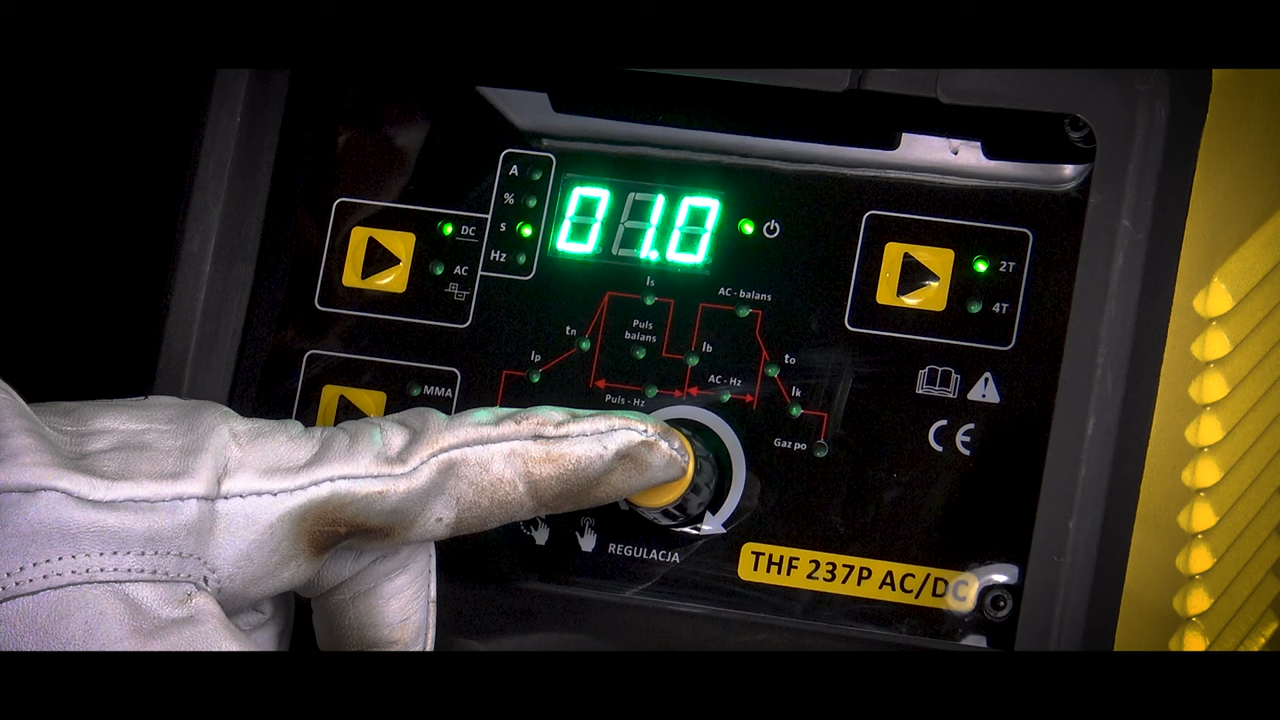 A
%
s
Hz
01.0
DC
AC
2T
4T
Is
AC - balans
Puls
balans
tn
Ib
to
Ip
AC - Hz
Ik
Puls - Hz
MMA
Gaz po
CE
REGULACJA
THF 237P AC/DC